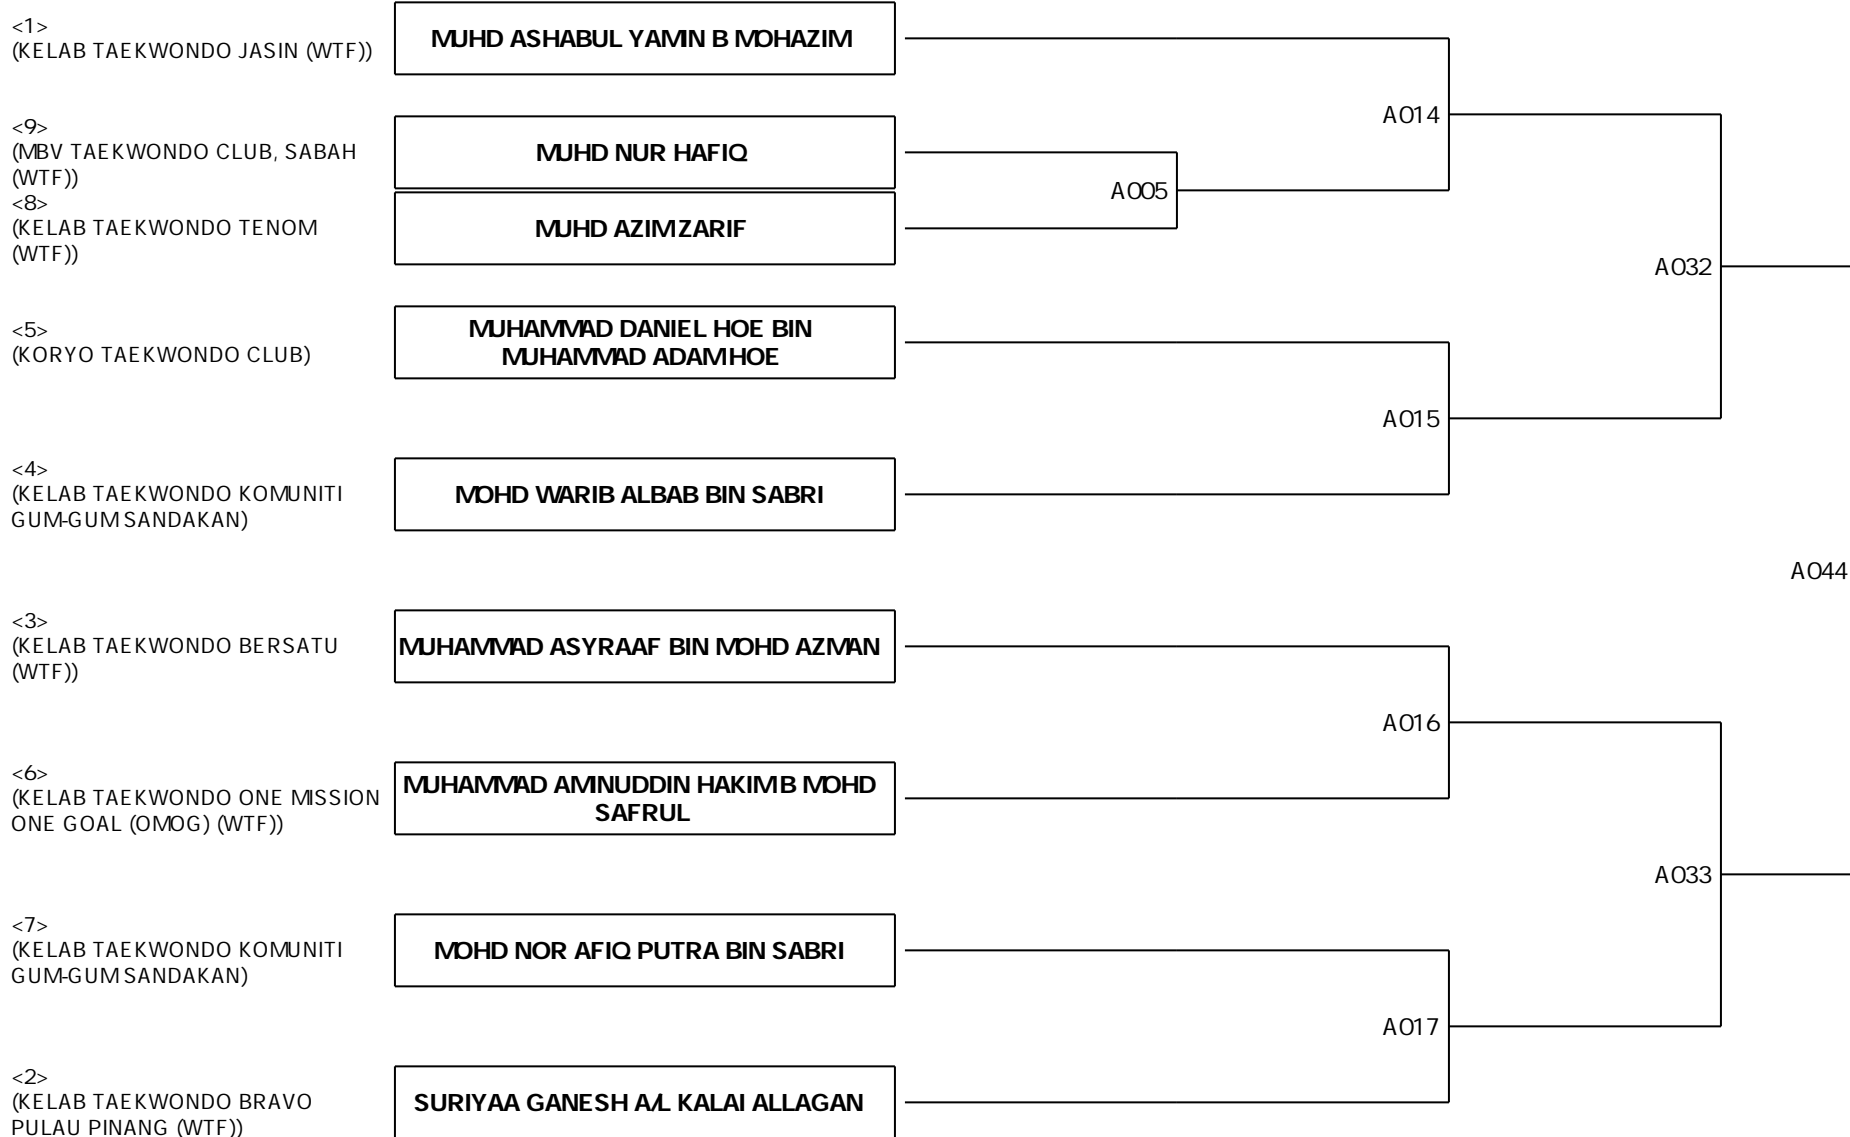 <1>
(KELAB TAEKWONDO JASIN (WTF))
MUHD ASHABUL YAMIN B MOHAZIM
A014
<9>
(MBV TAEKWONDO CLUB, SABAH
(WTF))
MUHD NUR HAFIQ
A005
<8>
(KELAB TAEKWONDO TENOM
(WTF))
MUHD AZIM ZARIF
A032
<5>
(KORYO TAEKWONDO CLUB)
MUHAMMAD DANIEL HOE BIN
MUHAMMAD ADAM HOE
A015
<4>
(KELAB TAEKWONDO KOMUNITI
GUM-GUM SANDAKAN)
MOHD WARIB ALBAB BIN SABRI
A044
<3>
(KELAB TAEKWONDO BERSATU
(WTF))
MUHAMMAD ASYRAAF BIN MOHD AZMAN
A016
<6>
(KELAB TAEKWONDO ONE MISSION
ONE GOAL (OMOG) (WTF))
MUHAMMAD AMINUDDIN HAKIM B MOHD
SAFRUL
A033
<7>
(KELAB TAEKWONDO KOMUNITI
GUM-GUM SANDAKAN)
MOHD NOR AFIQ PUTRA BIN SABRI
A017
<2>
(KELAB TAEKWONDO BRAVO
PULAU PINANG (WTF))
SURIYAA GANESH A/L KALAI ALLAGAN